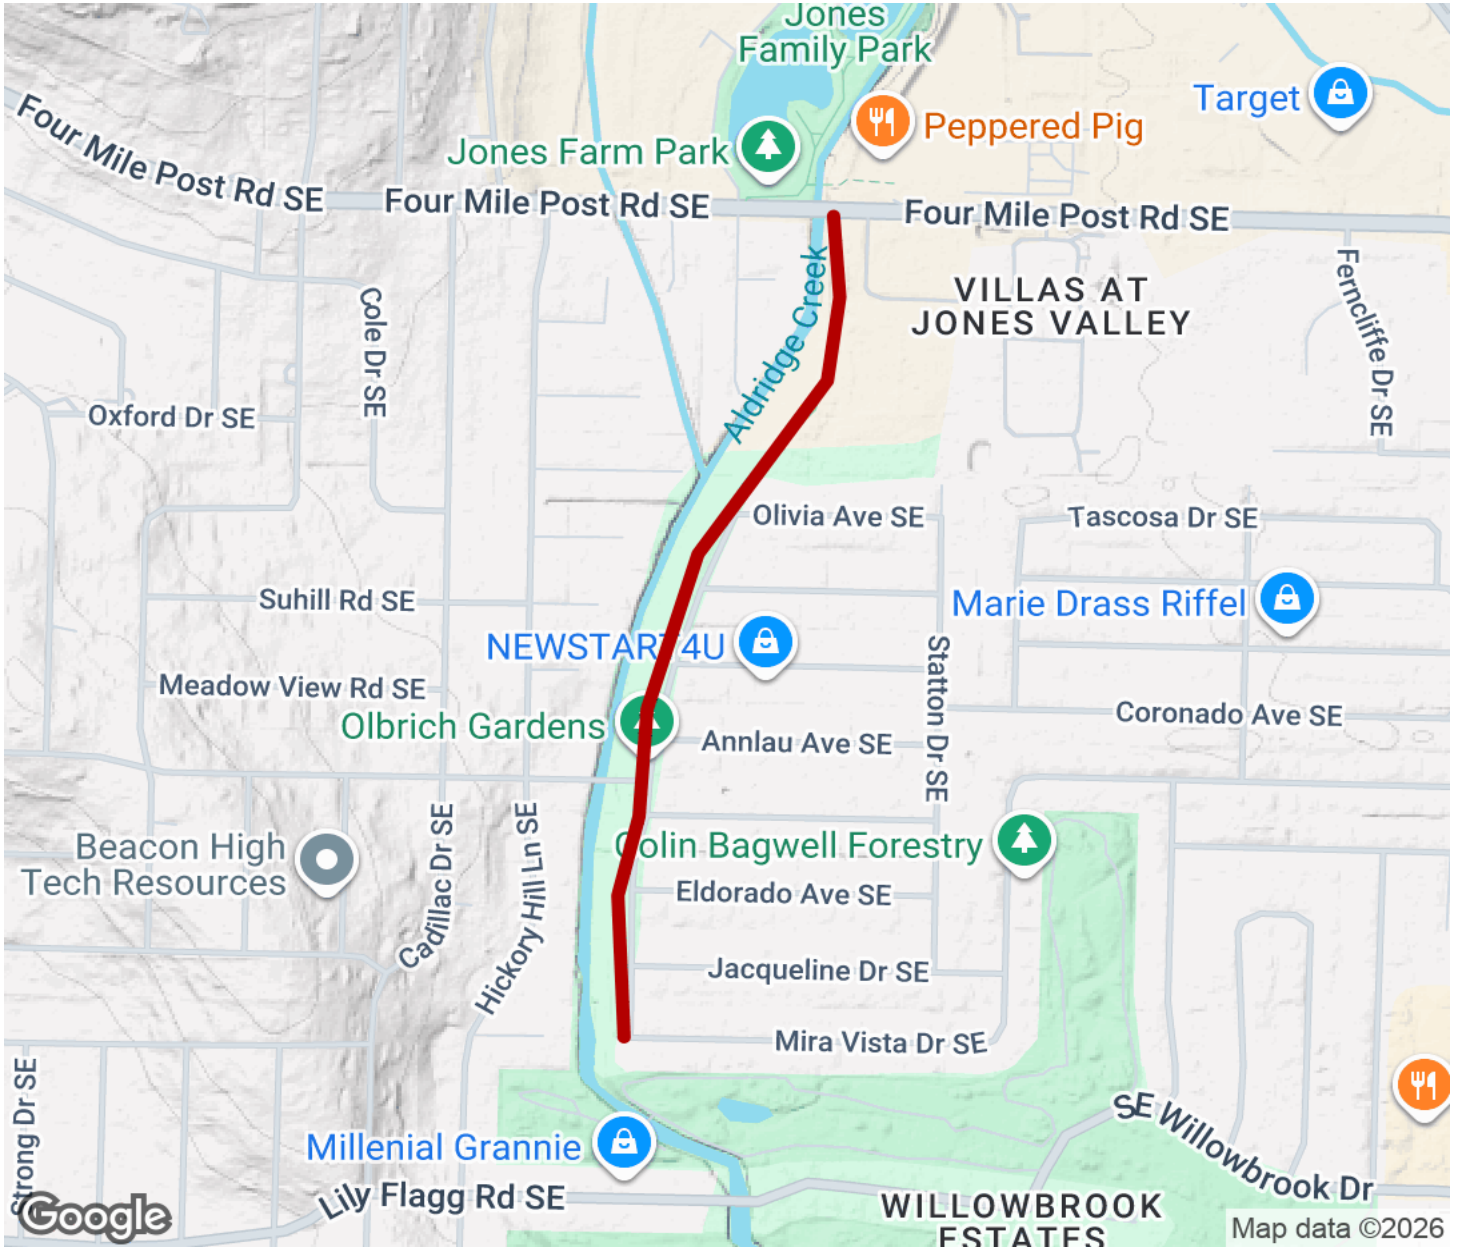 Jones
Family Park
Target
Peppered Pig
Jones Farm Park
Four Mile Post Rd SE
Four Mile Post Rd SE
Four Mile Post Rd SE
Aldridge Creek
VILLAS AT
JONES VALLEY
Ferncliffe Dr SE
Cole Dr SE
Oxford Dr SE
Olivia Ave SE
Tascosa Dr SE
Suhill Rd SE
Marie Drass Riffel
NEWSTART4U
Statton Dr SE
Meadow View Rd SE
Olbrich Gardens
Coronado Ave SE
Annlau Ave SE
Beacon High
Tech Resources
Cadillac Dr SE
Hickory Hill Ln SE
Colin Bagwell Forestry
Eldorado Ave SE
Jacqueline Dr SE
Mira Vista Dr SE
Strong Dr SE
SE Willowbrook Dr
Millenial Grannie
Lily Flagg Rd SE
WILLOWBROOK
ESTATES
Google
Map data ©2026